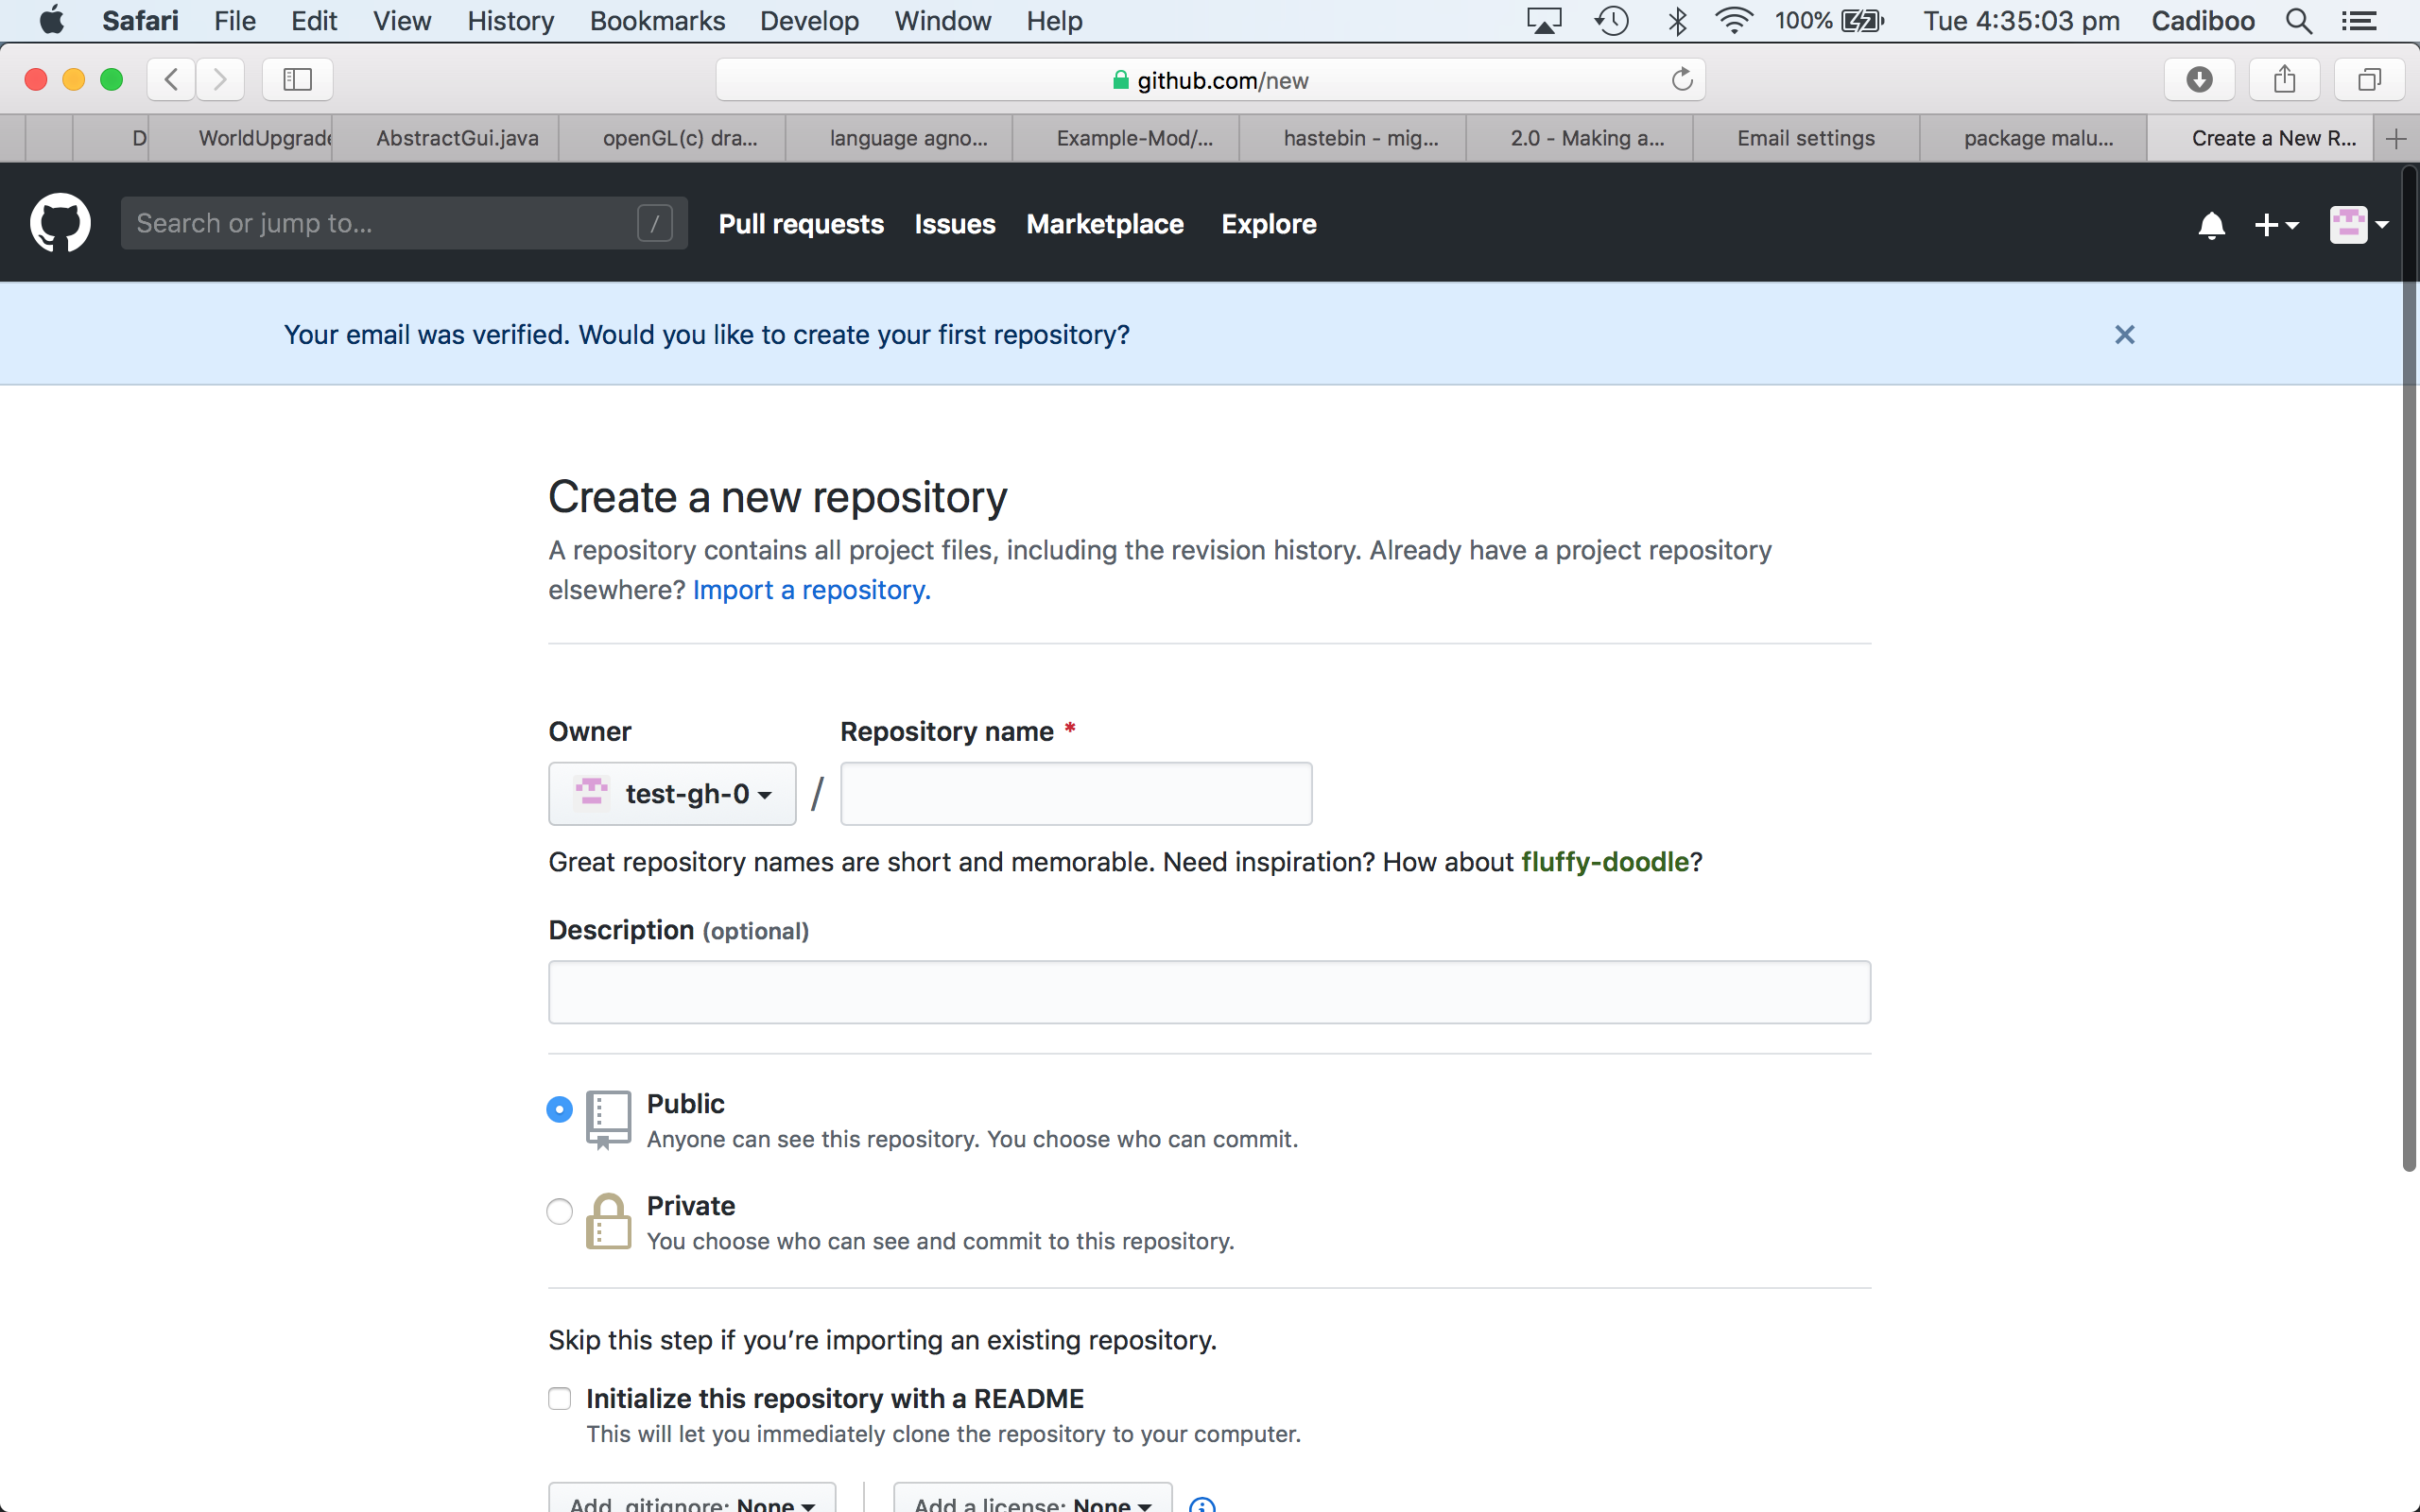 Safari File Edit View History Bookmarks Develop Window Help 100% Tue 4:35:03 pm Cadiboo
github.com/new
D WorldUpgrade AbstractGui.java openGL(c) dra... language agno... Example-Mod/... hastebin - mig... 2.0 - Making a... Email settings package malu... Create a New R...
Search or jump to... / Pull requests Issues Marketplace Explore
Your email was verified. Would you like to create your first repository?
Create a new repository
A repository contains all project files, including the revision history. Already have a project repository
elsewhere? Import a repository.
Owner Repository name *
test-gh-0 /
Great repository names are short and memorable. Need inspiration? How about fluffy-doodle?
Description (optional)
Public
Anyone can see this repository. You choose who can commit.
Private
You choose who can see and commit to this repository.
Skip this step if you’re importing an existing repository.
Initialize this repository with a README
This will let you immediately clone the repository to your computer.
Add .gitignore: None Add a license: None